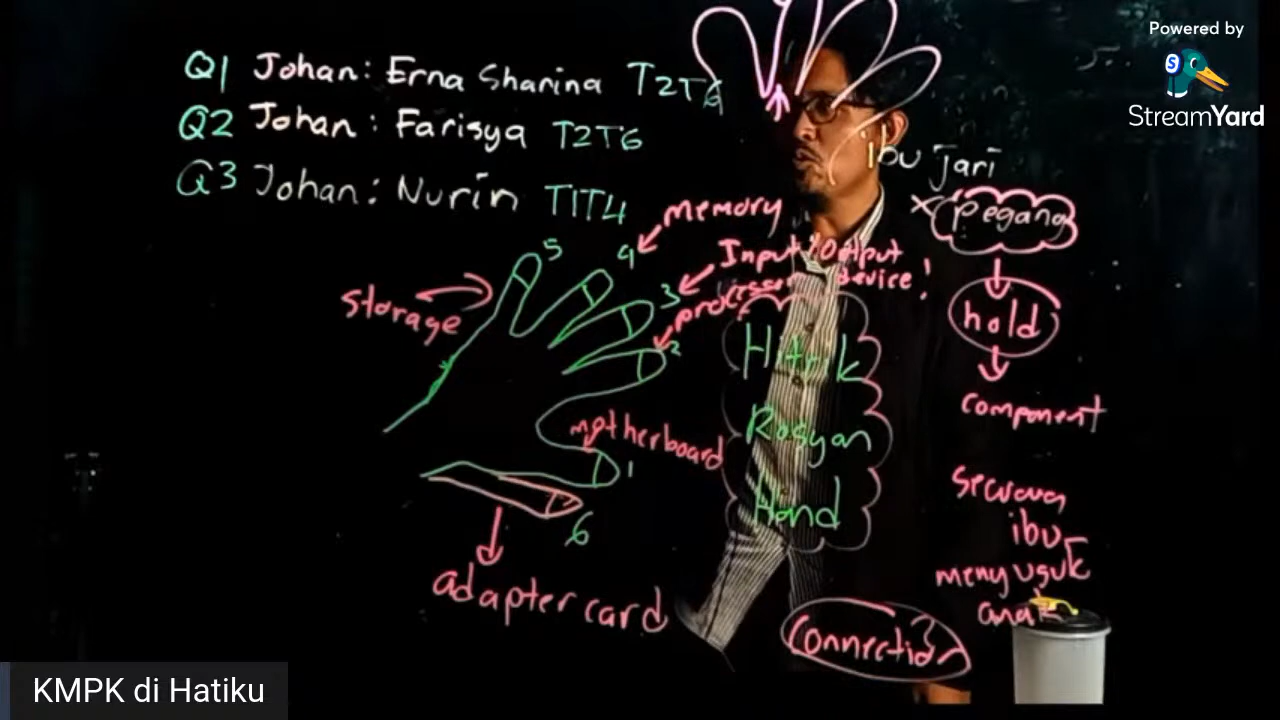 Q1 Johan: Erna Sharina T2T2
Q2 Johan: Farisya T2T6
Q3 Johan: Nurin T1T4
Powered by
StreamYard
ibu jari
x pegang
hold
component
5
4
memory
3
Input/Output
device!
2
processor
storage
motherboard
1
6
adapter card
Hitrik
Rosyan
Hand
Seorang
ibu
menyusuk
anak
Connection
KMPK di Hatiku